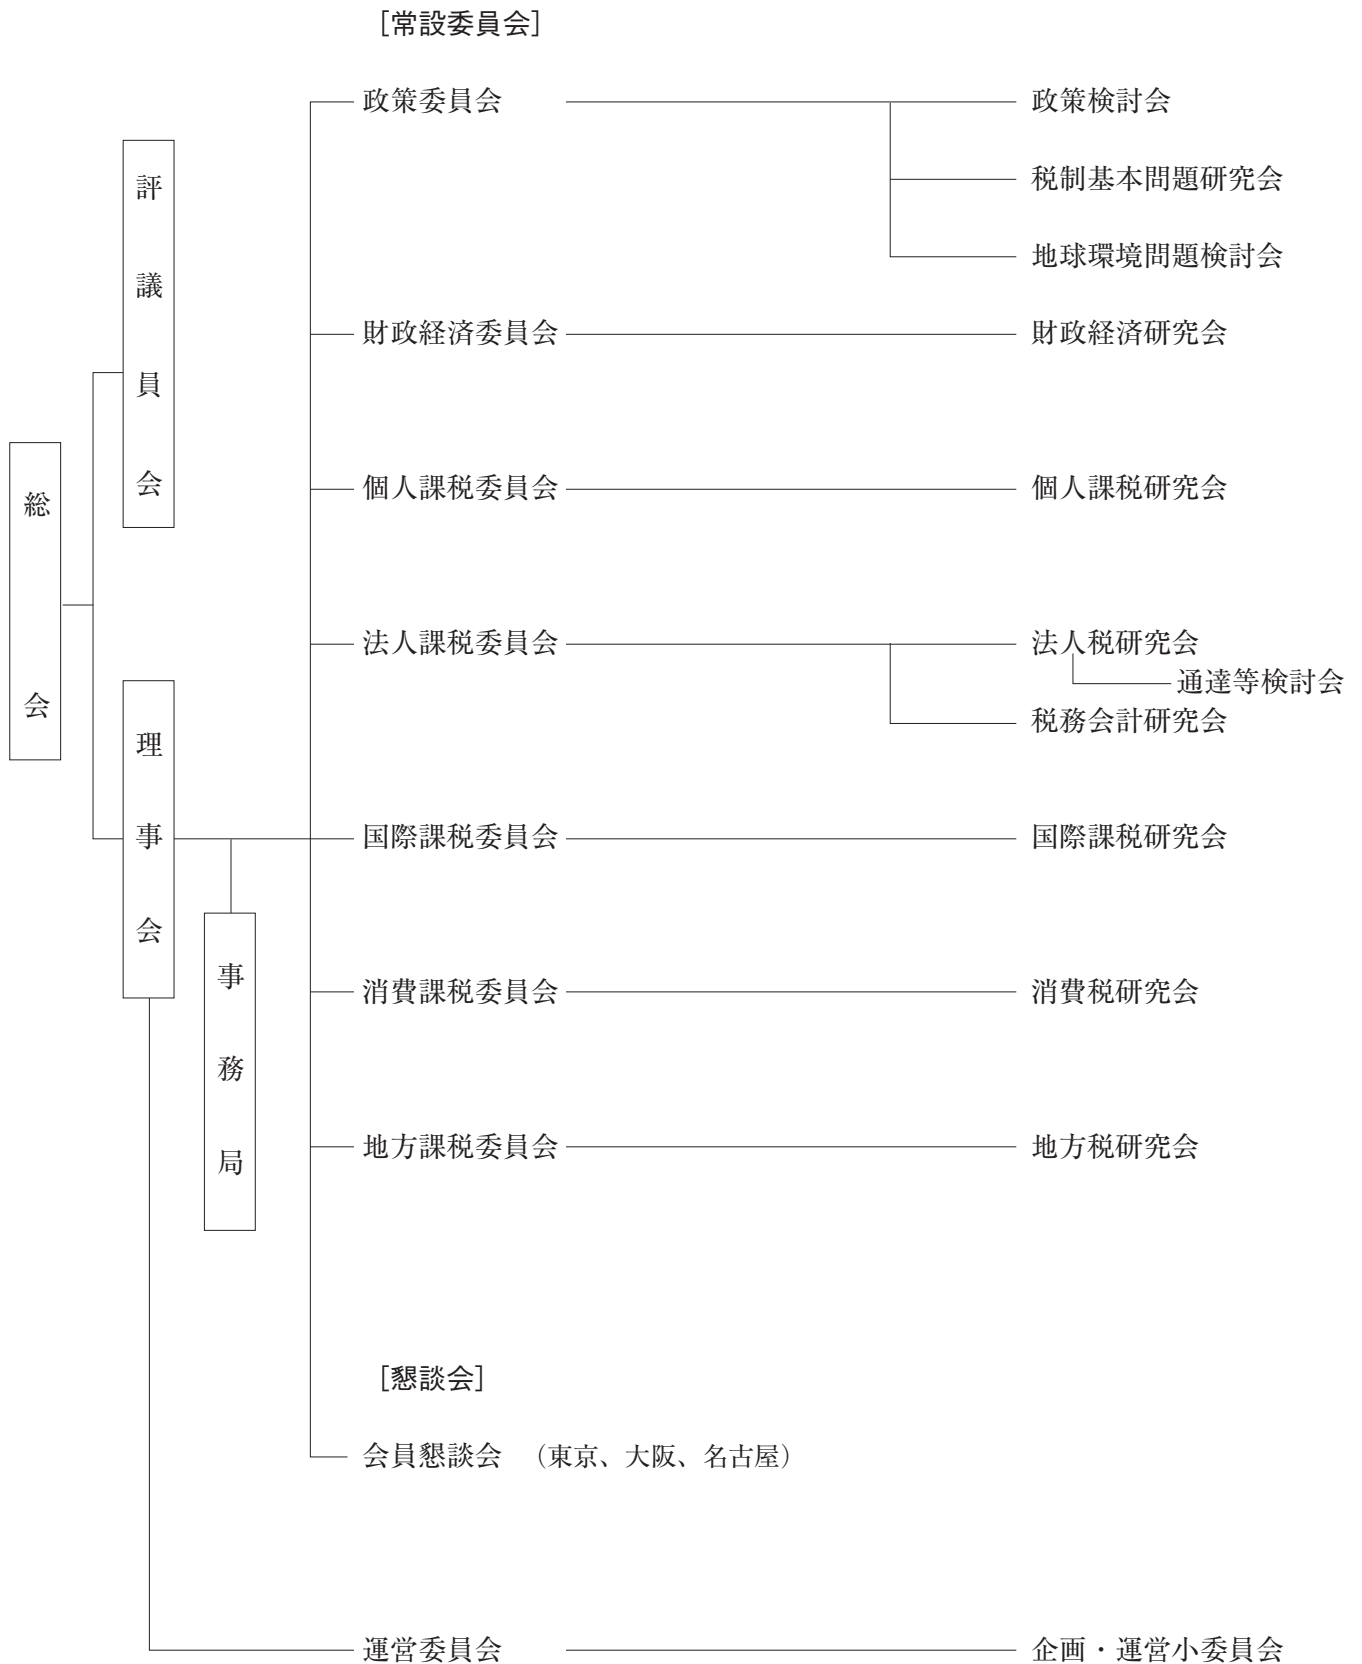 ［常設委員会］
総会
評議員会
理事会
事務局
政策委員会
政策検討会
税制基本問題研究会
地球環境問題検討会
財政経済委員会
財政経済研究会
個人課税委員会
個人課税研究会
法人課税委員会
法人税研究会
通達等検討会
税務会計研究会
国際課税委員会
国際課税研究会
消費課税委員会
消費税研究会
地方課税委員会
地方税研究会
［懇談会］
会員懇談会　（東京、大阪、名古屋）
運営委員会
企画・運営小委員会